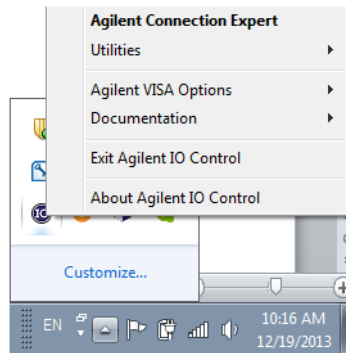 Agilent Connection Expert
Utilities
Agilent VISA Options
Documentation
Exit Agilent IO Control
About Agilent IO Control
IO
Customize...
EN
10:16 AM
12/19/2013